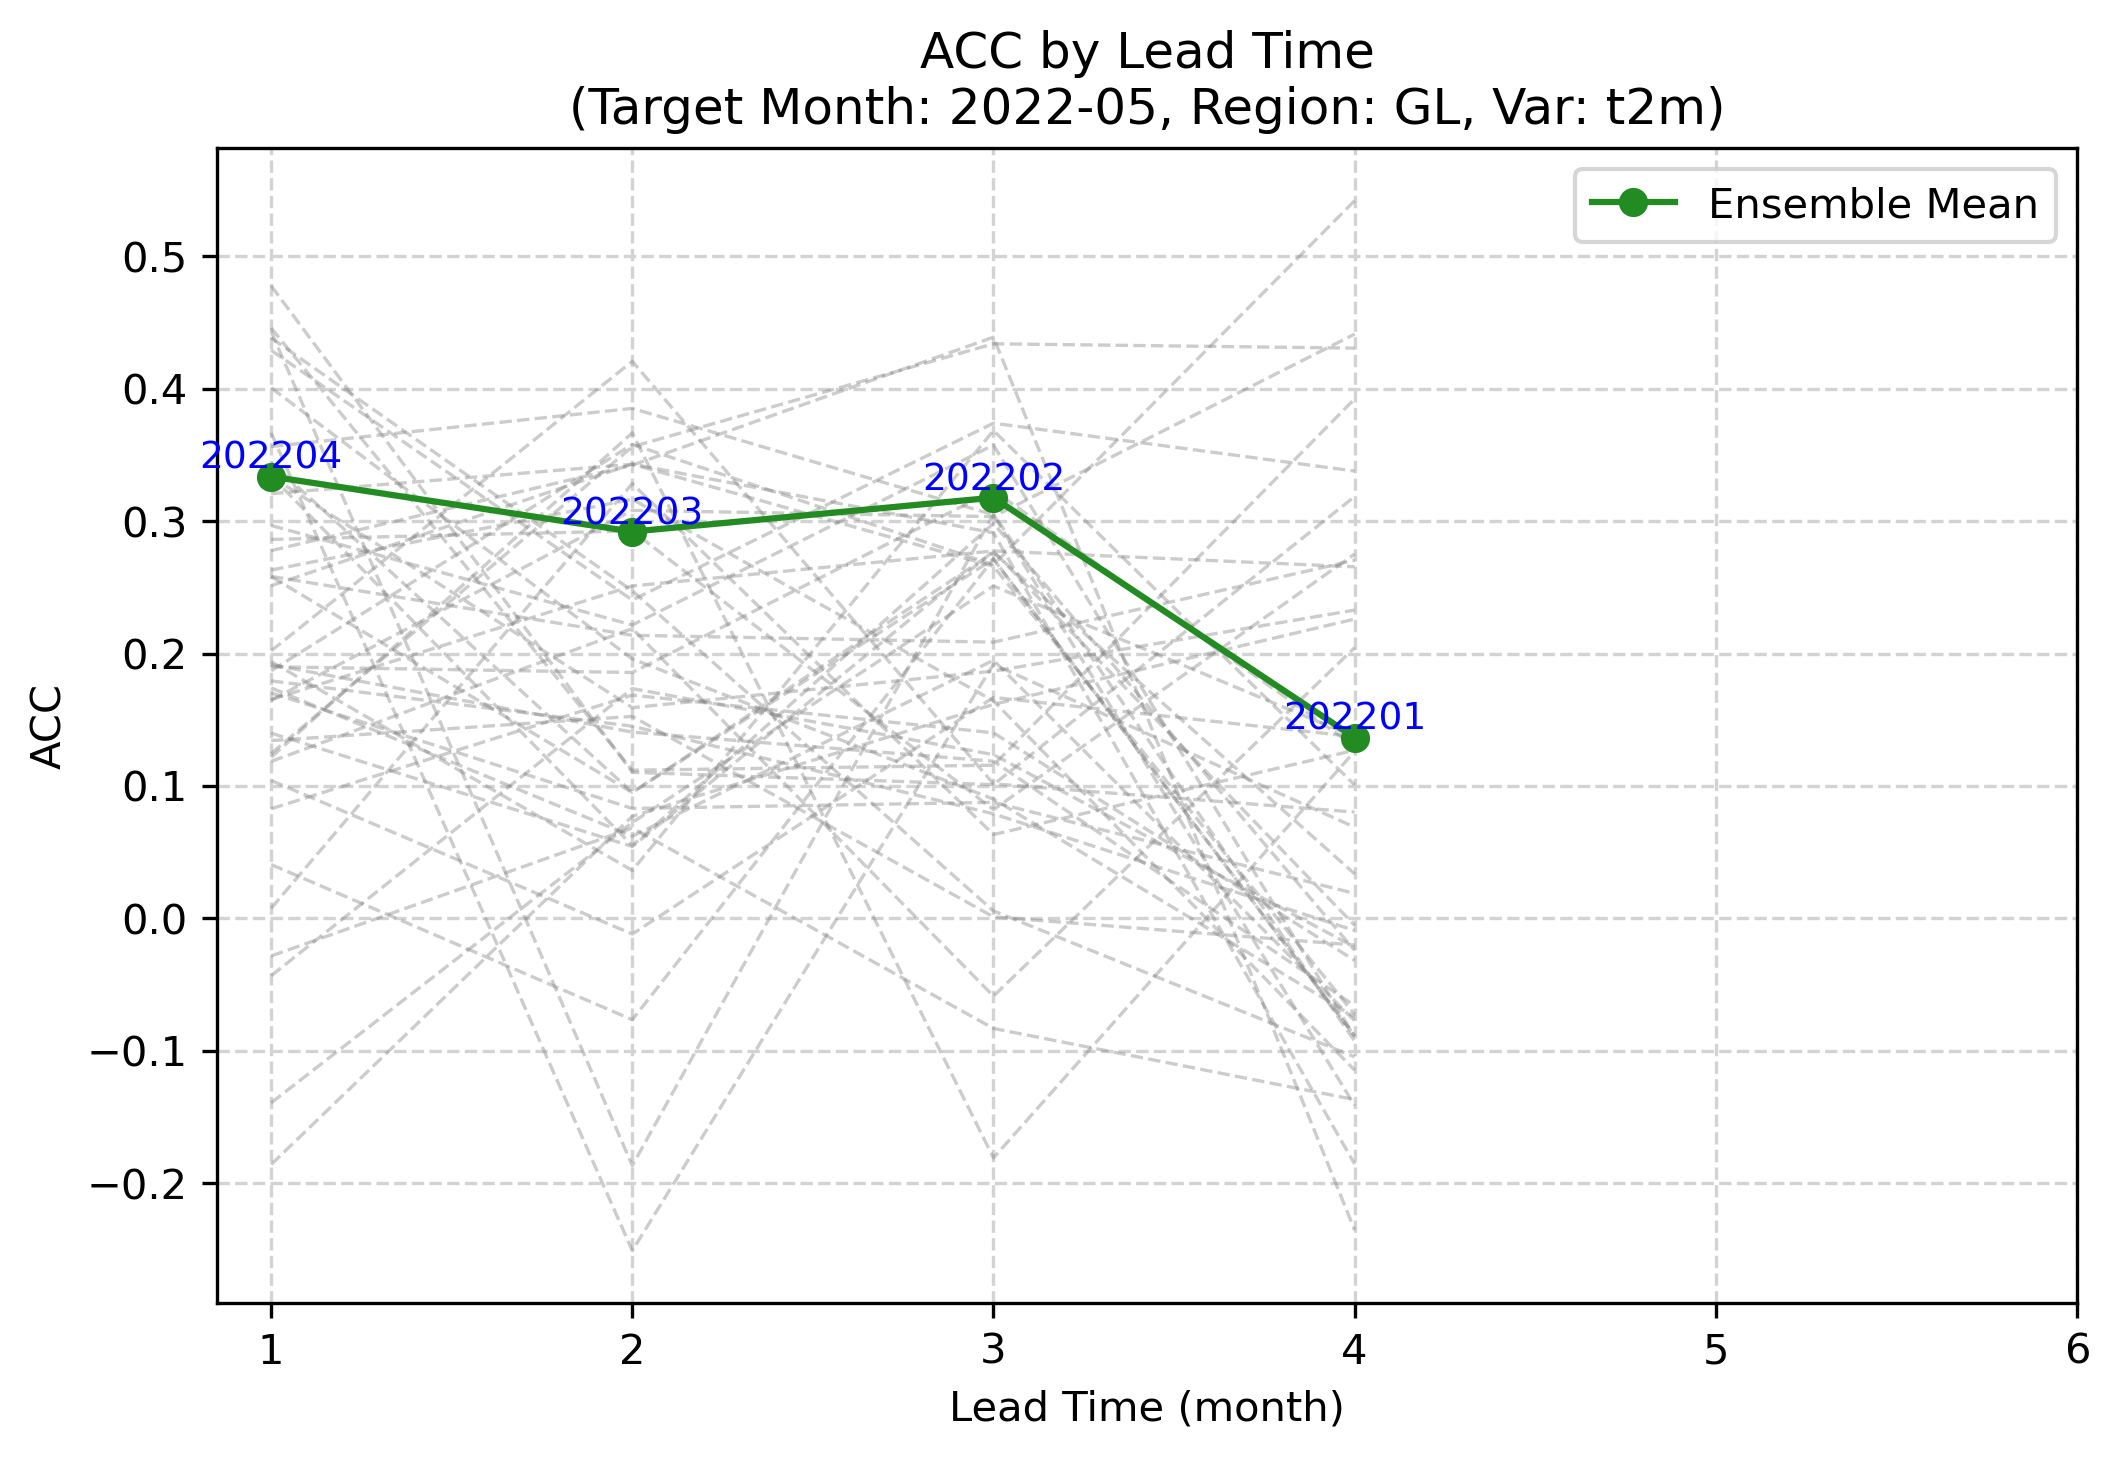 ACC by Lead Time
(Target Month: 2022-05, Region: GL, Var: t2m)
Ensemble Mean
ACC
0.5
0.4
0.3
0.2
0.1
0.0
−0.1
−0.2
202204
202203
202202
202201
1 2 3 4 5 6
Lead Time (month)